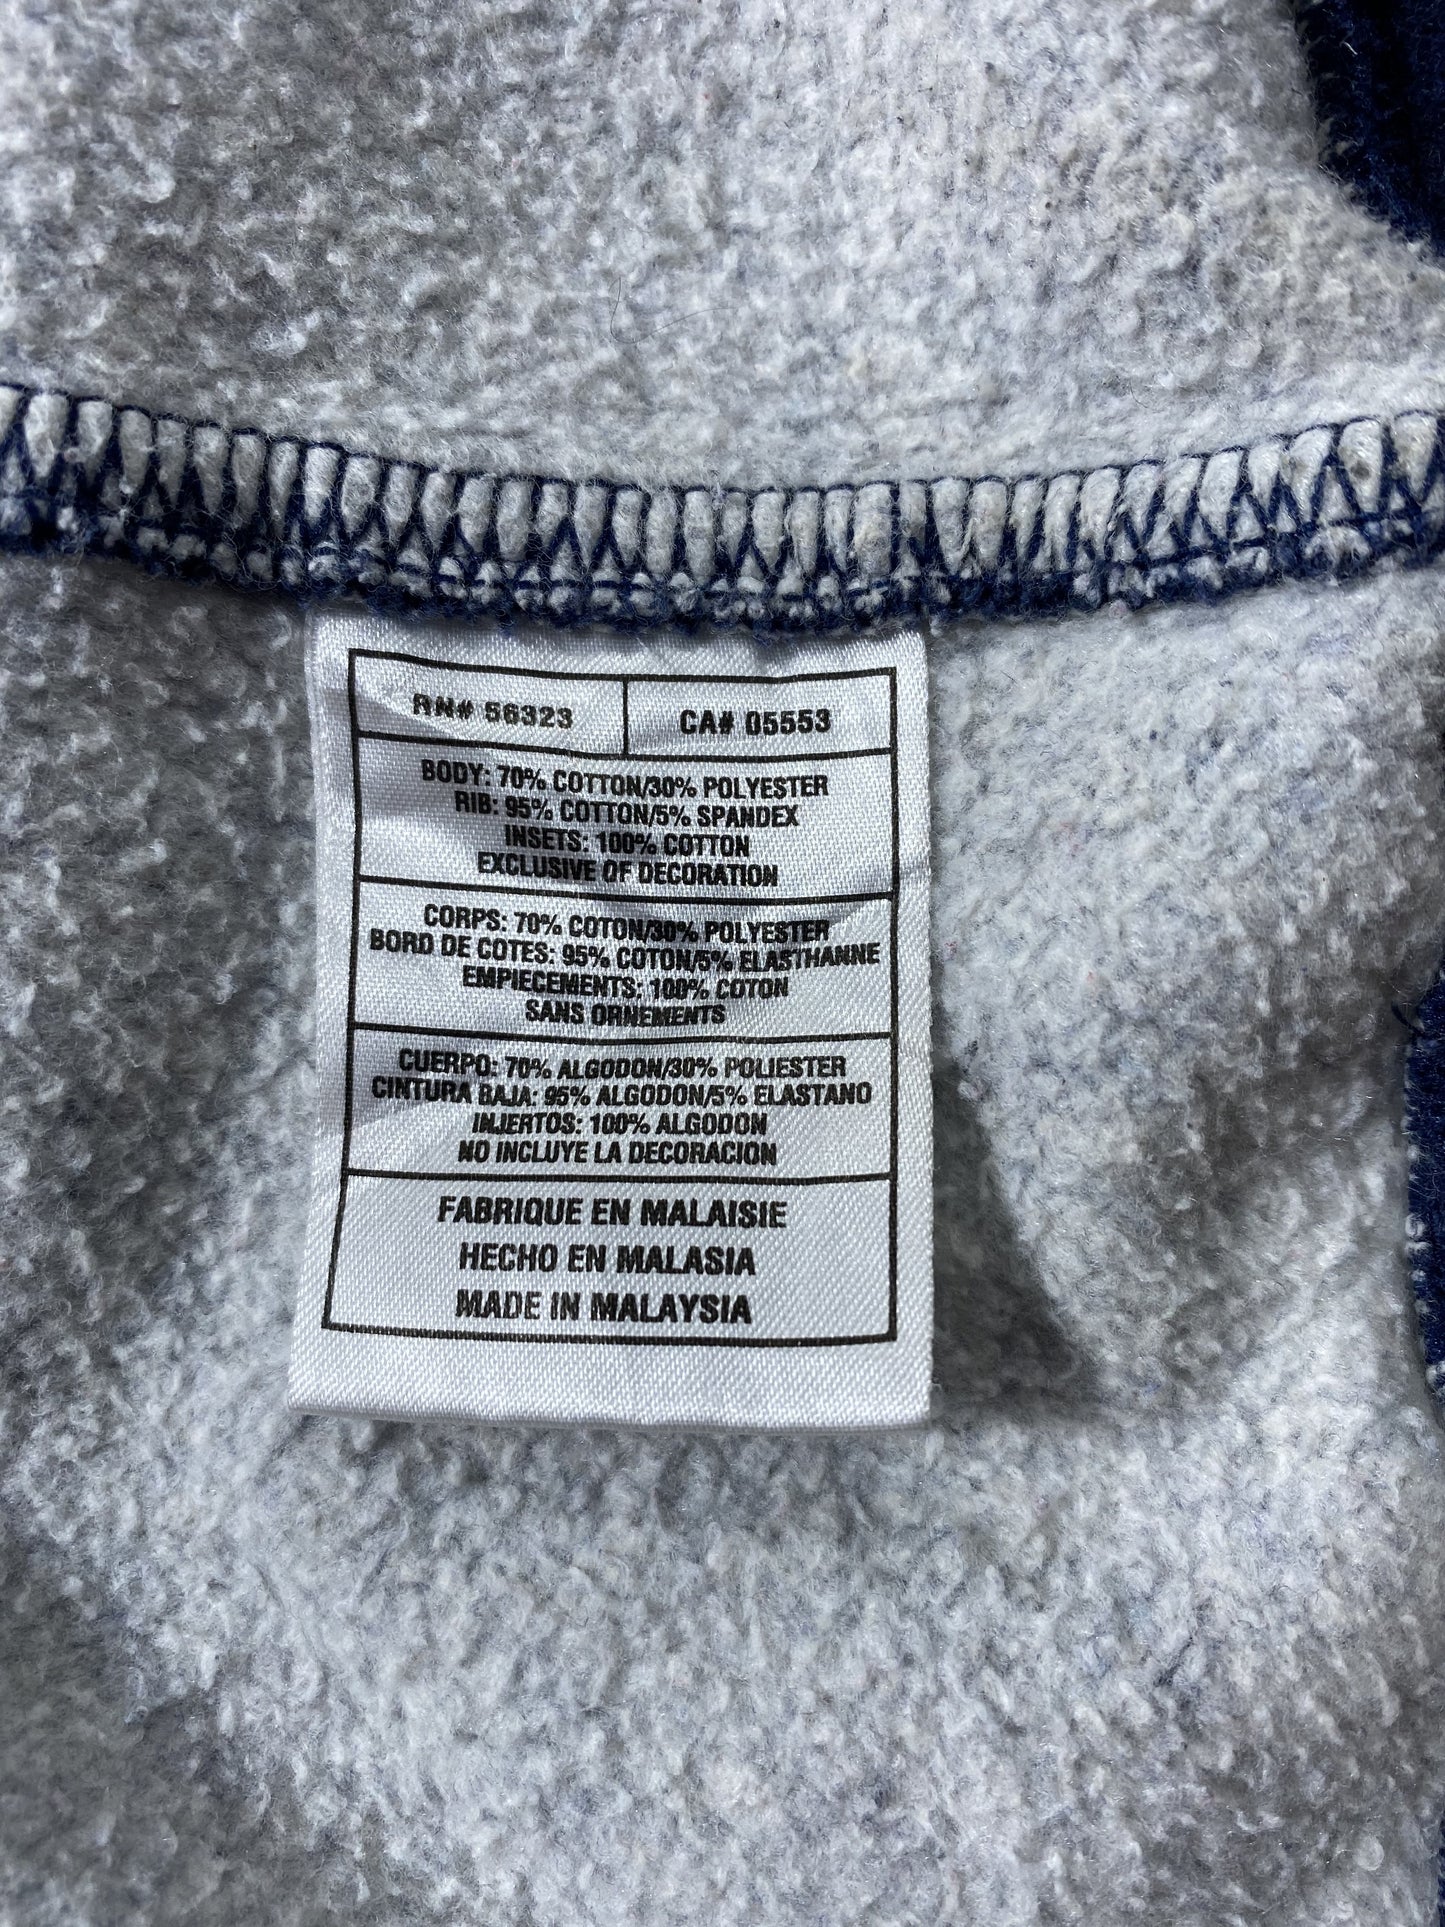 RN# 56323 CA# 05553
BODY: 70% COTTON/30% POLYESTER
RIB: 95% COTTON/5% SPANDEX
INSETS: 100% COTTON
EXCLUSIVE OF DECORATION
CORPS: 70% COTON/30% POLYESTER
BORD DE COTES: 95% COTON/5% ELASTHANNE
EMPIECEMENTS: 100% COTON
SANS ORNEMENTS
CUERPO: 70% ALGODON/30% POLIESTER
CINTURA BAJA: 95% ALGODON/5% ELASTANO
INJERTOS: 100% ALGODON
NO INCLUYE LA DECORACION
FABRIQUE EN MALAISIE
HECHO EN MALASIA
MADE IN MALAYSIA